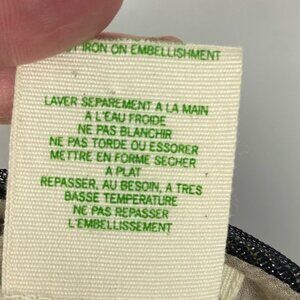 IRON ON EMBELLISHMENT
LAVER SEPAREMENT A LA MAIN
A L'EAU FROIDE
NE PAS BLANCHIR
NE PAS TORDE OU ESSORER
METTRE EN FORME SECHER
A PLAT
REPASSER, AU BESOIN, A TRES
BASSE TEMPERATURE
NE PAS REPASSER
L'EMBELLISSEMENT